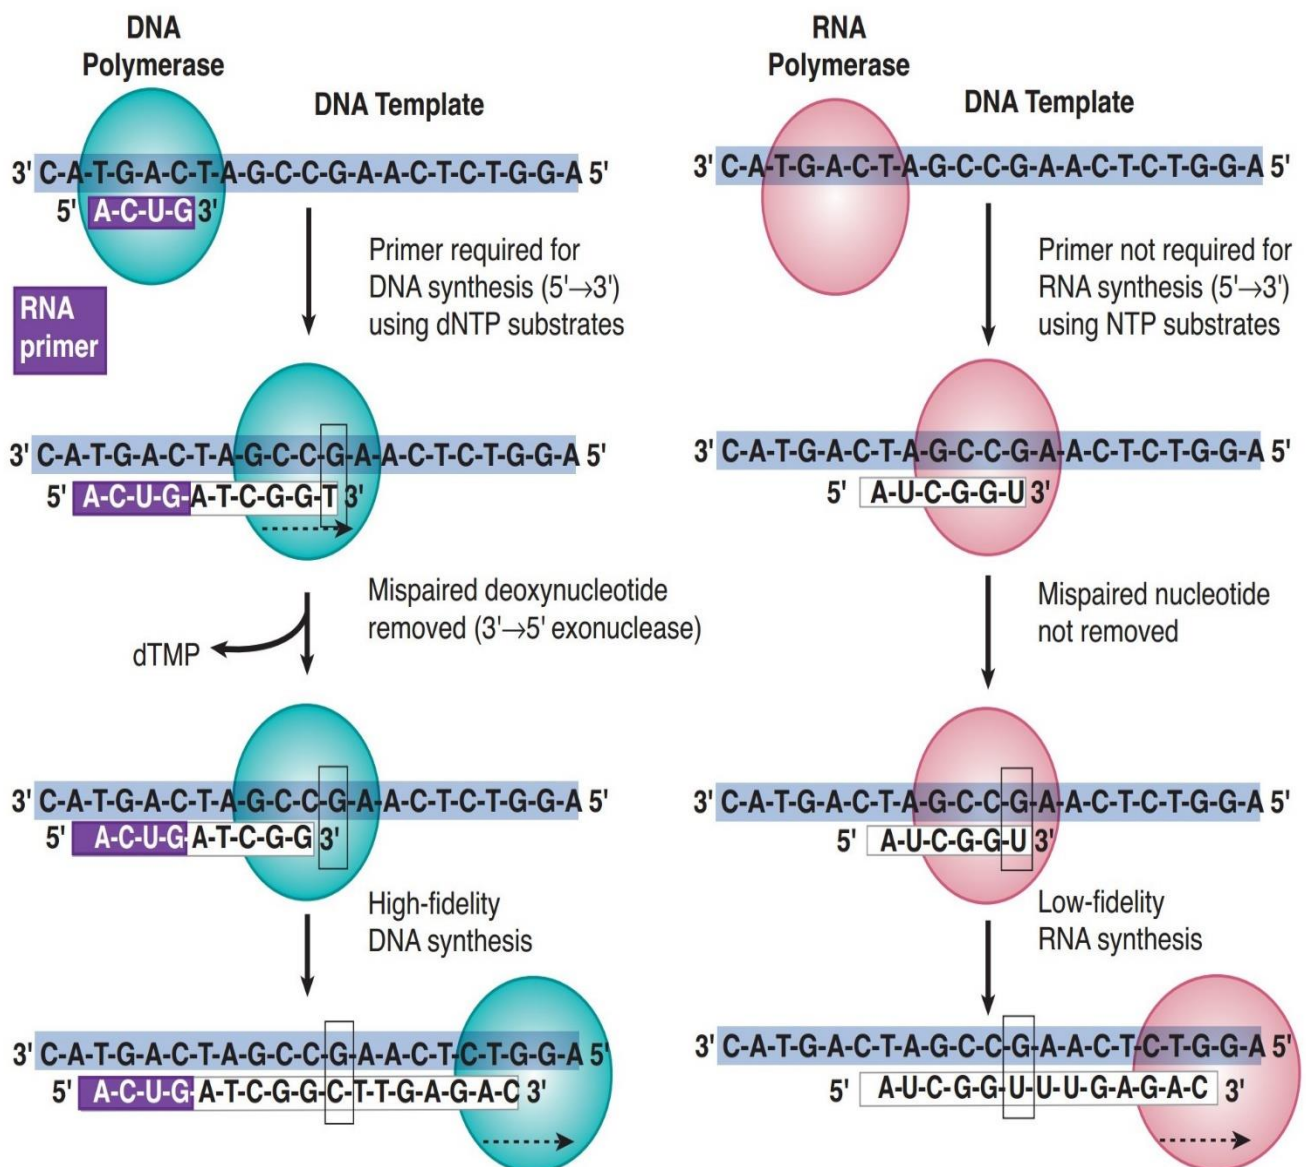 DNA
Polymerase
DNA Template
3' C-A-T-G-A-C-T-A-G-C-C-G-A-A-C-T-C-T-G-G-A 5'
5' A-C-U-G 3'
RNA
primer
Primer required for
DNA synthesis (5'→3')
using dNTP substrates
3' C-A-T-G-A-C-T-A-G-C-C-G-A-A-C-T-C-T-G-G-A 5'
5' A-C-U-G-A-T-C-G-G-T 3'
Mispaired deoxynucleotide
removed (3'→5' exonuclease)
dTMP
3' C-A-T-G-A-C-T-A-G-C-C-G-A-A-C-T-C-T-G-G-A 5'
5' A-C-U-G-A-T-C-G-G 3'
High-fidelity
DNA synthesis
3' C-A-T-G-A-C-T-A-G-C-C-G-A-A-C-T-C-T-G-G-A 5'
5' A-C-U-G-A-T-C-G-G-C-T-T-G-A-G-A-C 3'
RNA
Polymerase
DNA Template
3' C-A-T-G-A-C-T-A-G-C-C-G-A-A-C-T-C-T-G-G-A 5'
Primer not required for
RNA synthesis (5'→3')
using NTP substrates
3' C-A-T-G-A-C-T-A-G-C-C-G-A-A-C-T-C-T-G-G-A 5'
5' A-U-C-G-G-U 3'
Mispaired nucleotide
not removed
3' C-A-T-G-A-C-T-A-G-C-C-G-A-A-C-T-C-T-G-G-A 5'
5' A-U-C-G-G-U 3'
Low-fidelity
RNA synthesis
3' C-A-T-G-A-C-T-A-G-C-C-G-A-A-C-T-C-T-G-G-A 5'
5' A-U-C-G-G-U-U-U-G-A-G-A-C 3'